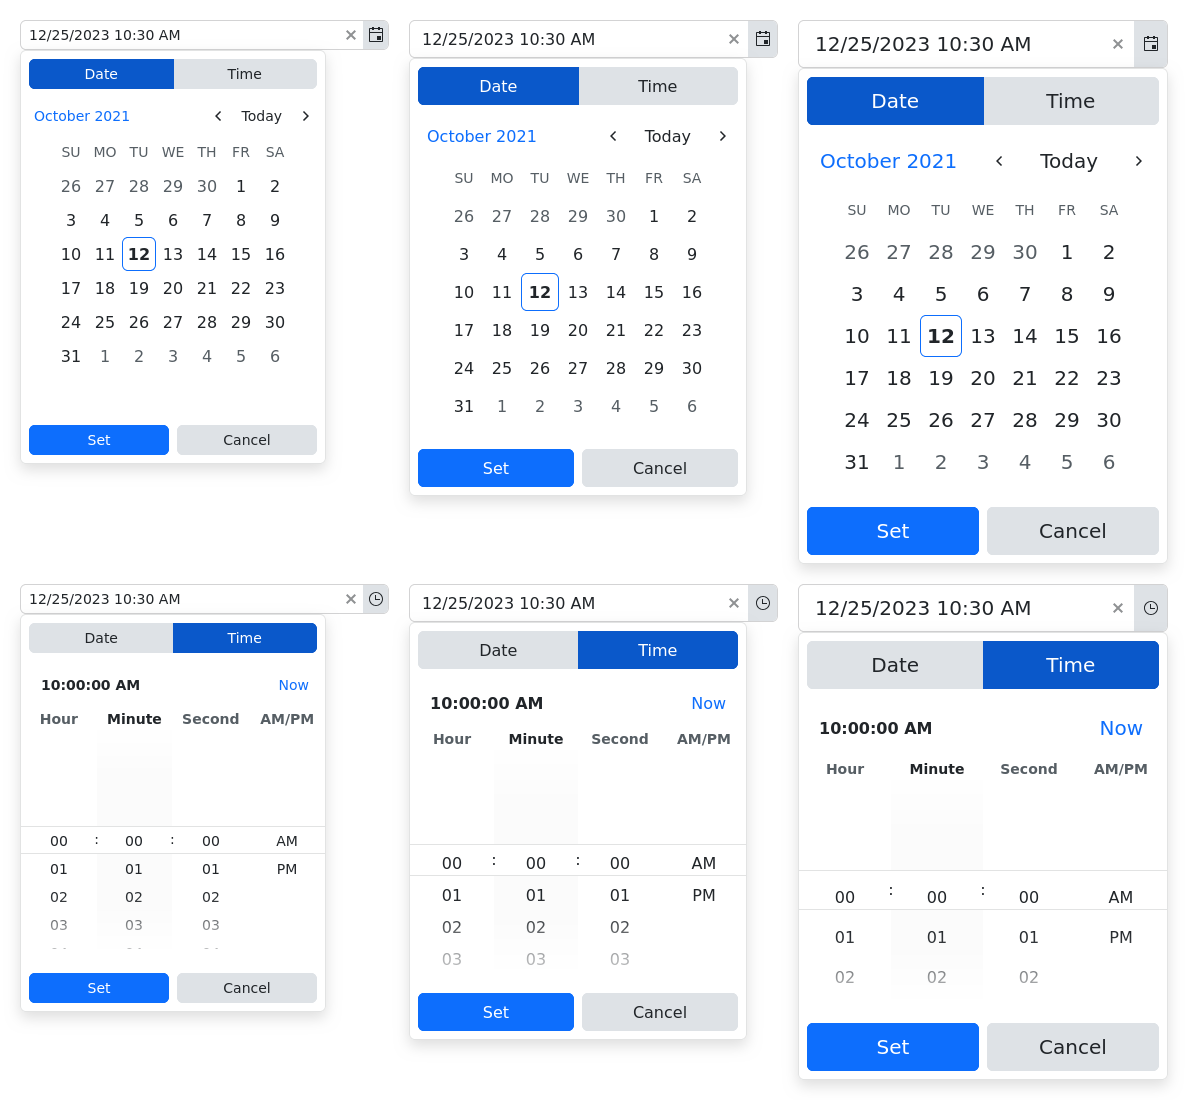 12/25/2023 10:30 AM
Date Time
October 2021 Today
SU MO TU WE TH FR SA
26 27 28 29 30 1 2
3 4 5 6 7 8 9
10 11 12 13 14 15 16
17 18 19 20 21 22 23
24 25 26 27 28 29 30
31 1 2 3 4 5 6
Set Cancel
12/25/2023 10:30 AM
Date Time
October 2021 Today
SU MO TU WE TH FR SA
26 27 28 29 30 1 2
3 4 5 6 7 8 9
10 11 12 13 14 15 16
17 18 19 20 21 22 23
24 25 26 27 28 29 30
31 1 2 3 4 5 6
Set Cancel
12/25/2023 10:30 AM
Date Time
October 2021 Today
SU MO TU WE TH FR SA
26 27 28 29 30 1 2
3 4 5 6 7 8 9
10 11 12 13 14 15 16
17 18 19 20 21 22 23
24 25 26 27 28 29 30
31 1 2 3 4 5 6
Set Cancel
12/25/2023 10:30 AM
Date Time
10:00:00 AM Now
Hour Minute Second AM/PM
00 : 00 : 00 AM
01 01 01 PM
02 02 02
03 03 03
Set Cancel
12/25/2023 10:30 AM
Date Time
10:00:00 AM Now
Hour Minute Second AM/PM
00 : 00 : 00 AM
01 01 01 PM
02 02 02
03 03 03
Set Cancel
12/25/2023 10:30 AM
Date Time
10:00:00 AM Now
Hour Minute Second AM/PM
00 : 00 : 00 AM
01 01 01 PM
02 02 02
Set Cancel